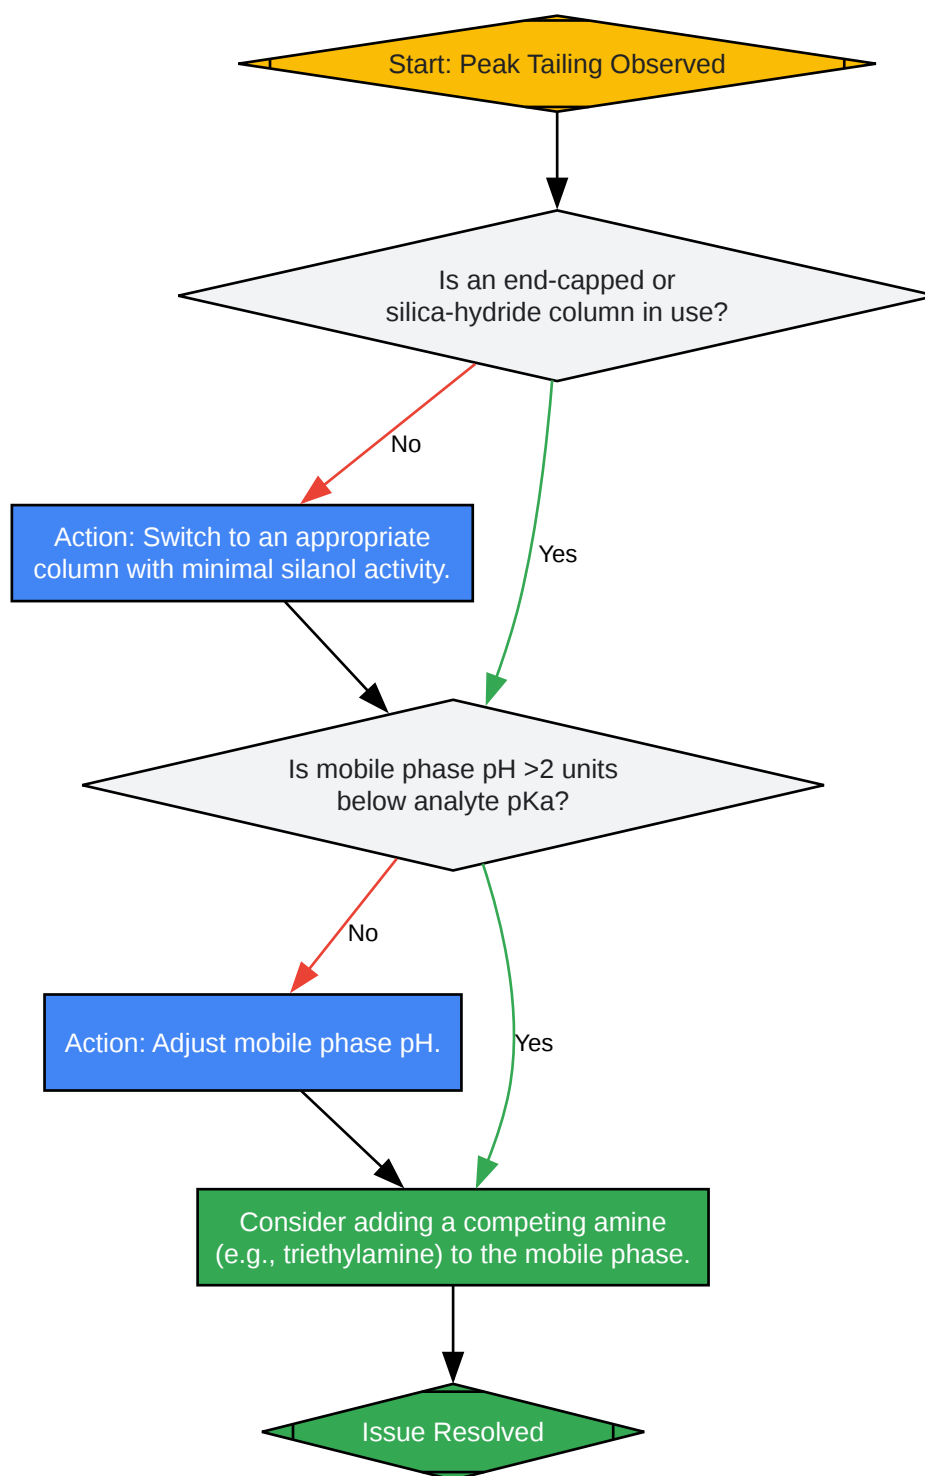 Start: Peak Tailing Observed
Is an end-capped or
silica-hydride column in use?
No
Action: Switch to an appropriate
column with minimal silanol activity.
Yes
Is mobile phase pH >2 units
below analyte pKa?
No
Action: Adjust mobile phase pH.
Yes
Consider adding a competing amine
(e.g., triethylamine) to the mobile phase.
Issue Resolved